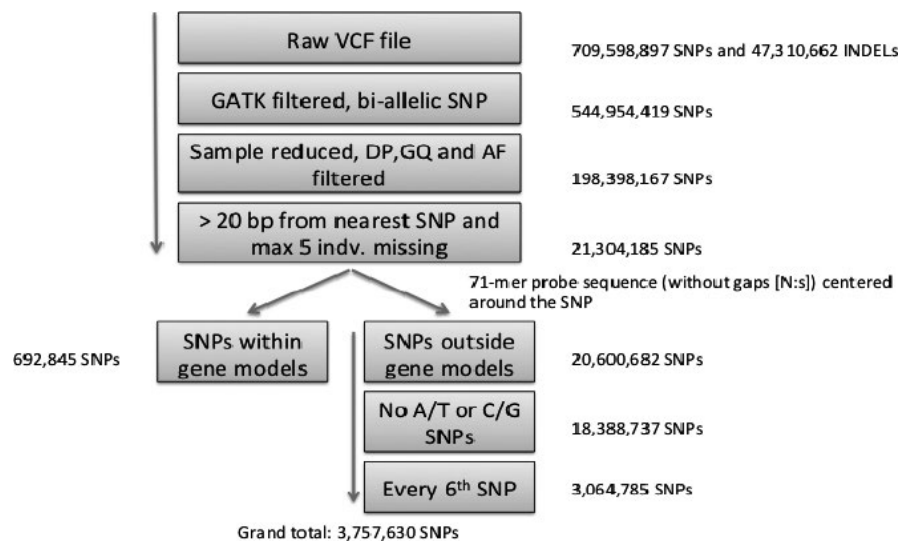 Raw VCF file
709,598,897 SNPs and 47,310,662 INDELs
GATK filtered, bi-allelic SNP
544,954,419 SNPs
Sample reduced, DP,GQ and AF
filtered
198,398,167 SNPs
> 20 bp from nearest SNP and
max 5 indv. missing
21,304,185 SNPs
71-mer probe sequence (without gaps [N:s]) centered
around the SNP
692,845 SNPs
SNPs within
gene models
SNPs outside
gene models
20,600,682 SNPs
No A/T or C/G
SNPs
18,388,737 SNPs
Every 6th SNP
3,064,785 SNPs
Grand total: 3,757,630 SNPs